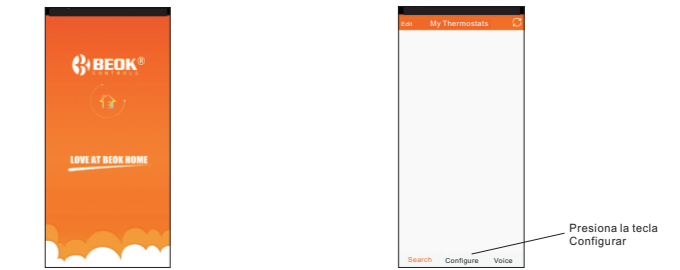 BEOK®
CONTROLS
LOVE AT BEOK HOME
Edit My Thermostats
Presiona la tecla
Configurar
Search Configure Voice